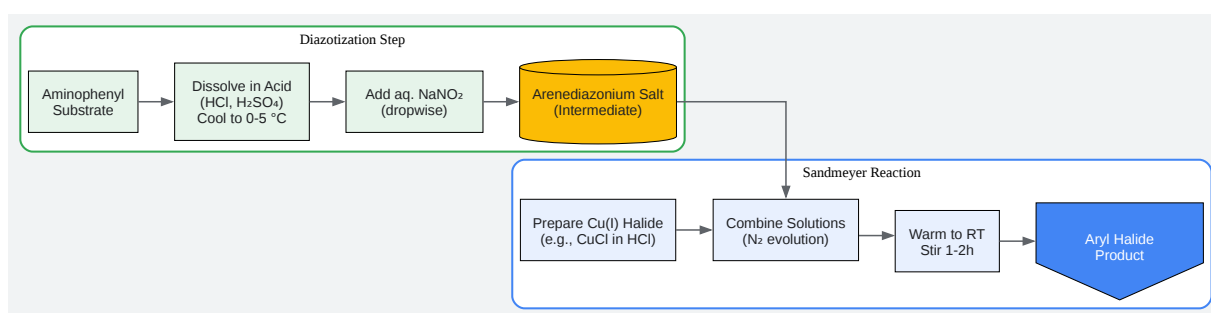 Diazotization Step
Aminophenyl
Substrate
Dissolve in Acid
(HCl, H₂SO₄)
Cool to 0-5 °C
Add aq. NaNO₂
(dropwise)
Arenediazonium Salt
(Intermediate)
Sandmeyer Reaction
Prepare Cu(I) Halide
(e.g., CuCl in HCl)
Combine Solutions
(N₂ evolution)
Warm to RT
Stir 1-2h
Aryl Halide
Product